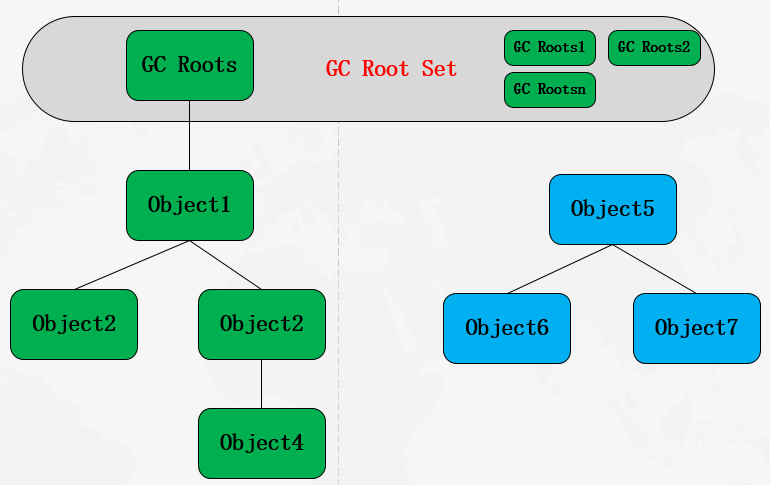 GC Roots
GC Root Set
GC Roots1
GC Roots2
GC Rootsn
Object1
Object5
Object2
Object2
Object6
Object7
Object4